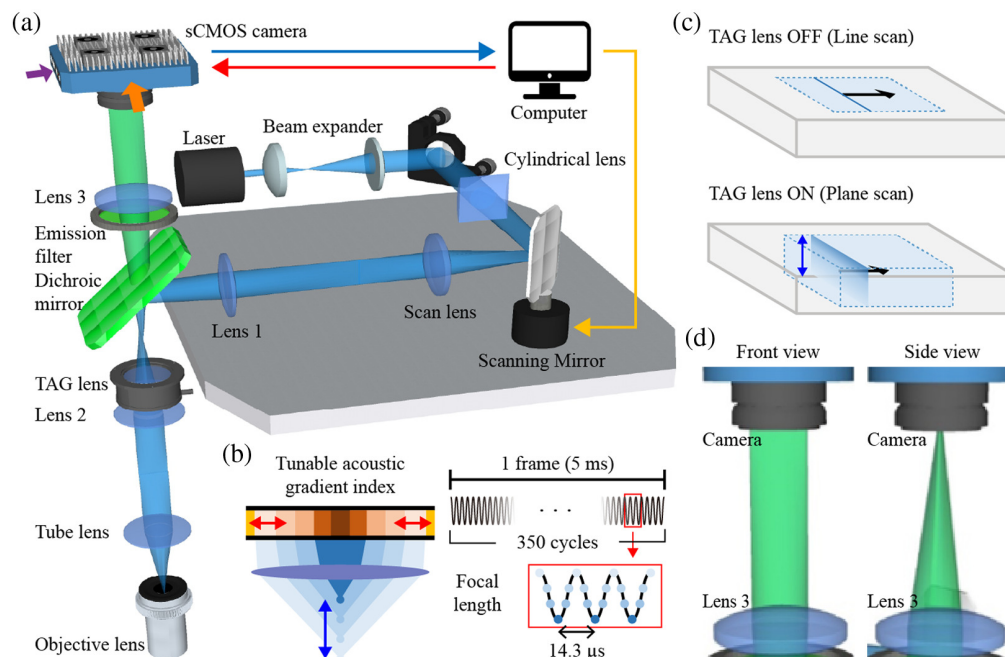 (a)
sCMOS camera
Computer
Laser
Beam expander
Cylindrical lens
Lens 3
Emission
filter
Dichroic
mirror
Lens 1
Scan lens
Scanning Mirror
TAG lens
Lens 2
Tube lens
Objective lens
(b)
Tunable acoustic
gradient index
1 frame (5 ms)
. . .
350 cycles
Focal
length
14.3 µs
(c)
TAG lens OFF (Line scan)
TAG lens ON (Plane scan)
(d)
Front view
Side view
Camera
Camera
Lens 3
Lens 3